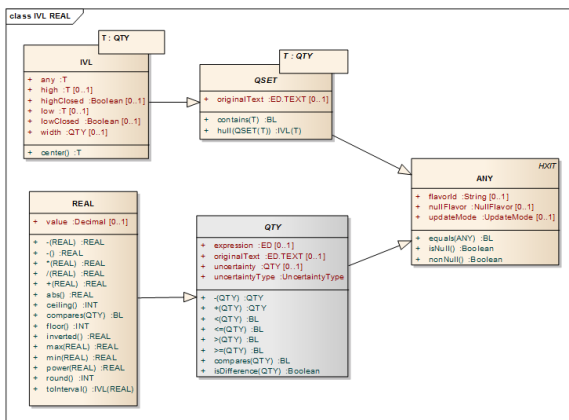 class IVL REAL
T : QTY
IVL
+ any :T
+ high :T [0..1]
+ highClosed :Boolean [0..1]
+ low :T [0..1]
+ lowClosed :Boolean [0..1]
+ width :QTY [0..1]
+ center() :T
T : QTY
QSET
+ originalText :ED.TEXT [0..1]
+ contains(T) :BL
+ hull(QSET(T)) :IVL(T)
HXIT
ANY
+ flavorId :String [0..1]
+ nullFlavor :NullFlavor [0..1]
+ updateMode :UpdateMode [0..1]
+ equals(ANY) :BL
+ isNull() :Boolean
+ nonNull() :Boolean
REAL
+ value :Decimal [0..1]
+ -(REAL) :REAL
+ -() :REAL
+ *(REAL) :REAL
+ /(REAL) :REAL
+ +(REAL) :REAL
+ abs() :REAL
+ ceiling() :INT
+ compares(QTY) :BL
+ floor() :INT
+ inverted() :REAL
+ max(REAL) :REAL
+ min(REAL) :REAL
+ power(REAL) :REAL
+ round() :INT
+ toInterval() :IVL(REAL)
QTY
+ expression :ED [0..1]
+ originalText :ED.TEXT [0..1]
+ uncertainty :QTY [0..1]
+ uncertaintyType :UncertaintyType
+ -(QTY) :QTY
+ +(QTY) :QTY
+ <(QTY) :BL
+ <=(QTY) :BL
+ >(QTY) :BL
+ >=(QTY) :BL
+ compares(QTY) :BL
+ isDifference(QTY) :Boolean